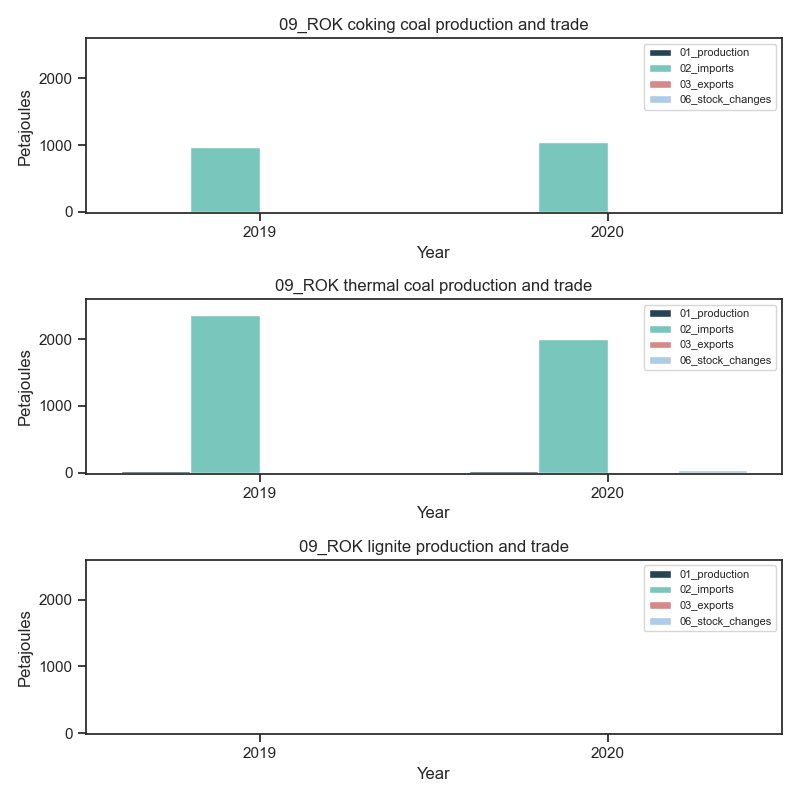 09_ROK coking coal production and trade
Petajoules
2000
1000
0
01_production
02_imports
03_exports
06_stock_changes
2019
2020
Year
09_ROK thermal coal production and trade
Petajoules
2000
1000
0
01_production
02_imports
03_exports
06_stock_changes
2019
2020
Year
09_ROK lignite production and trade
Petajoules
2000
1000
0
01_production
02_imports
03_exports
06_stock_changes
2019
2020
Year